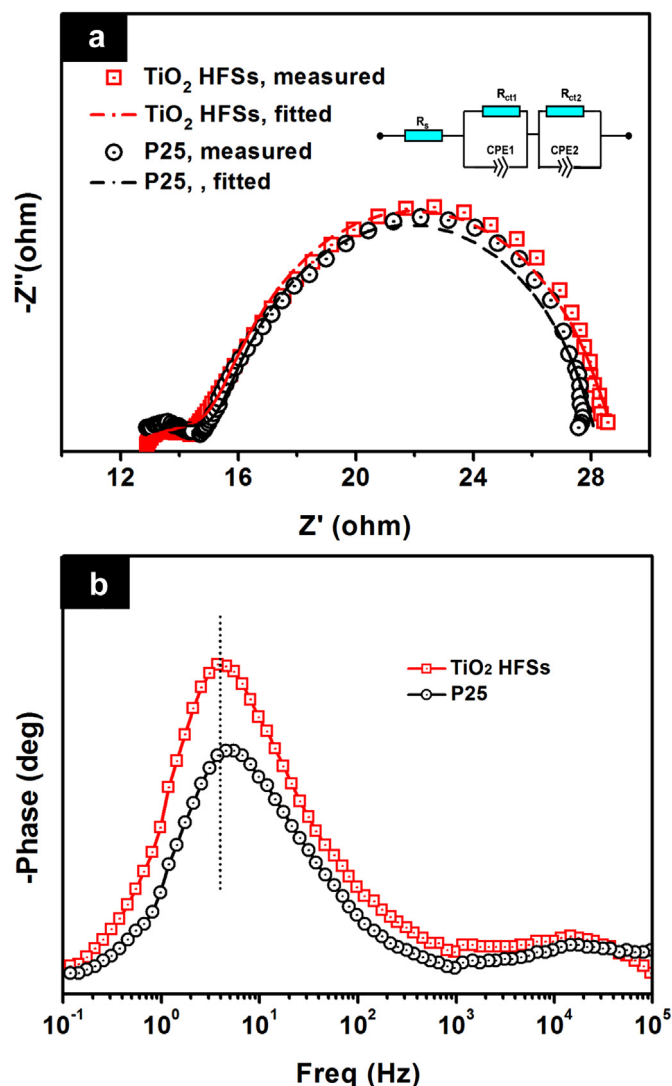 a
TiO2 HFSs, measured
TiO2 HFSs, fitted
P25, measured
P25, , fitted
Rs
Rct1
Rct2
CPE1
CPE2
-Z"(ohm)
12 16 20 24 28
Z' (ohm)
b
TiO2 HFSs
P25
-Phase (deg)
10-1 100 101 102 103 104 105
Freq (Hz)